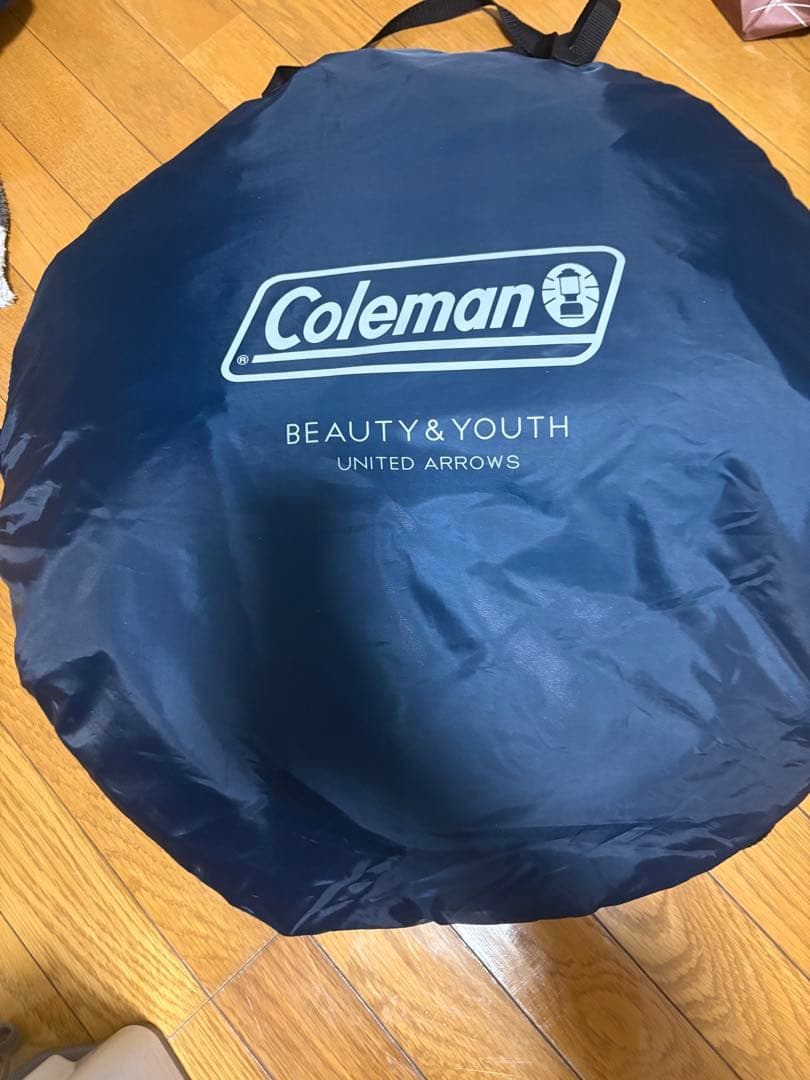 Coleman
®
BEAUTY & YOUTH
UNITED ARROWS